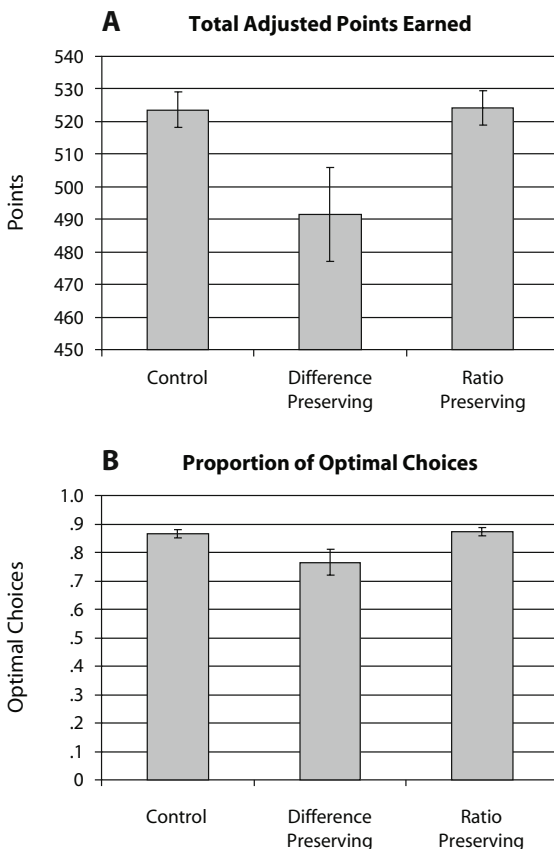 A Total Adjusted Points Earned
540
530
520
510
500
490
480
470
460
450
Points
Control
Difference
Preserving
Ratio
Preserving
B Proportion of Optimal Choices
1.0
.9
.8
.7
.6
.5
.4
.3
.2
.1
0
Optimal Choices
Control
Difference
Preserving
Ratio
Preserving